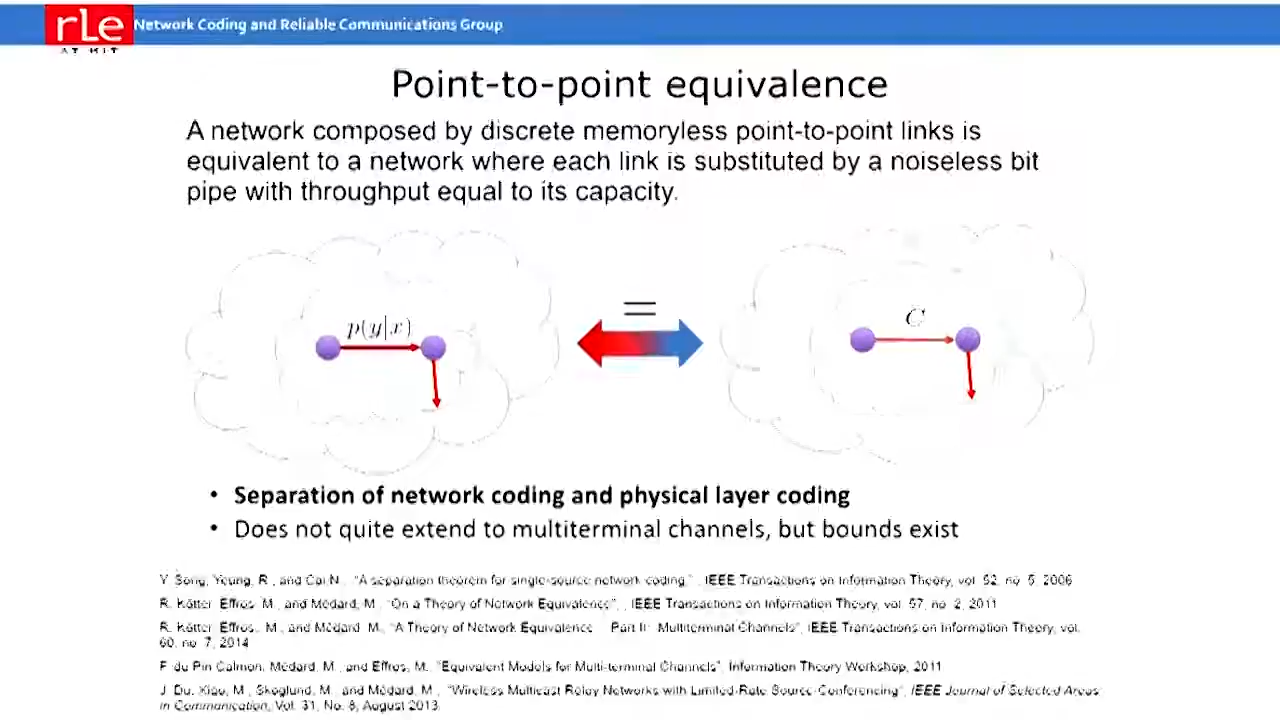 rLe
AT MIT
Network Coding and Reliable Communications Group
Point-to-point equivalence
A network composed by discrete memoryless point-to-point links is
equivalent to a network where each link is substituted by a noiseless bit
pipe with throughput equal to its capacity.
p(y|x)
=
C
• Separation of network coding and physical layer coding
• Does not quite extend to multiterminal channels, but bounds exist
Y. Song, Yeung, R., and Cai N., "A separation theorem for single-source network coding,", IEEE Transactions on Information Theory, vol. 52, no. 5, 2006
R. Kötter, Effros, M., and Médard, M., "On a Theory of Network Equivalence", , IEEE Transactions on Information Theory, vol. 57, no. 2, 2011
R. Kötter, Effros, M., and Médard, M., "A Theory of Network Equivalence Part II: Multiterminal Channels", IEEE Transactions on Information Theory, vol.
60, no. 7, 2014
F. du Pin Calmon, Médard, M., and Effros, M. "Equivalent Models for Multi-terminal Channels", Information Theory Workshop, 2011
J. Du, Xiao, M., Skoglund, M., and Médard, M., "Wireless Multicast Relay Networks with Limited-Rate Source-Conferencing", IEEE Journal of Selected Areas
in Communication, Vol. 31, No. 8, August 2013